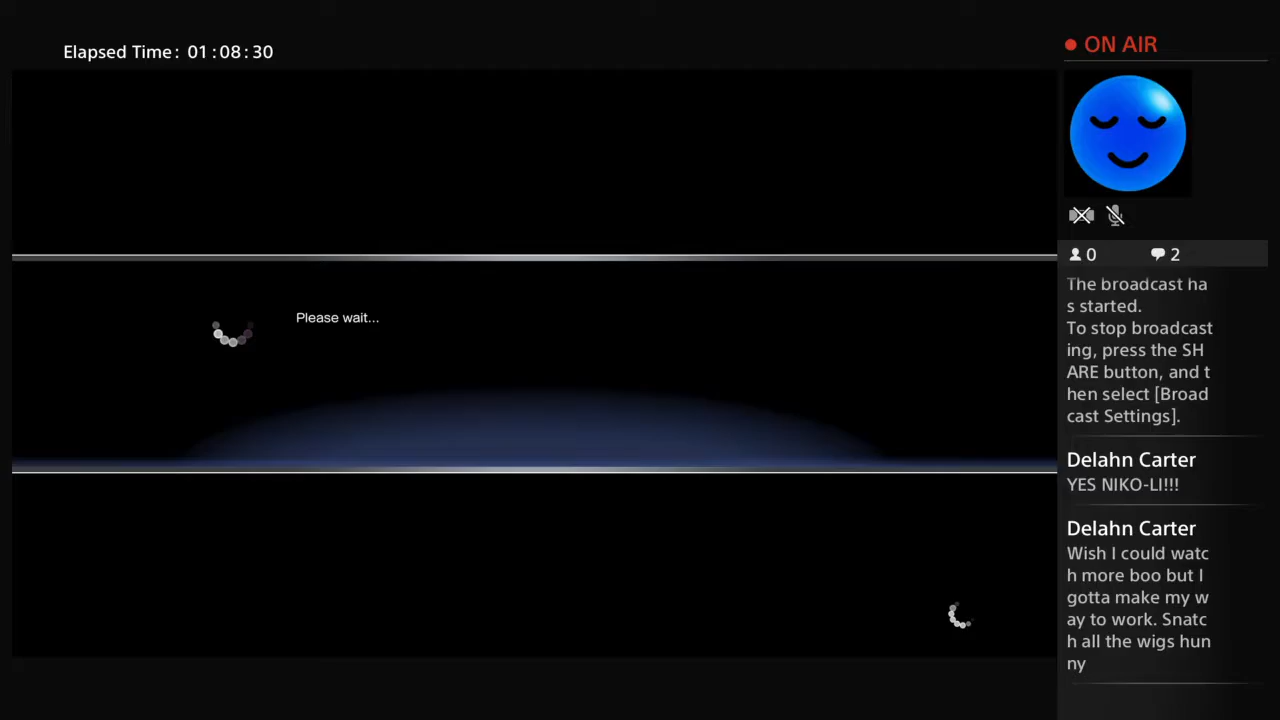 Elapsed Time: 01:08:30
ON AIR
0 2
Please wait...
The broadcast ha
s started.
To stop broadcast
ing, press the SH
ARE button, and t
hen select [Broad
cast Settings].
Delahn Carter
YES NIKO-LI!!!
Delahn Carter
Wish I could watc
h more boo but I
gotta make my w
ay to work. Snatc
h all the wigs hun
ny